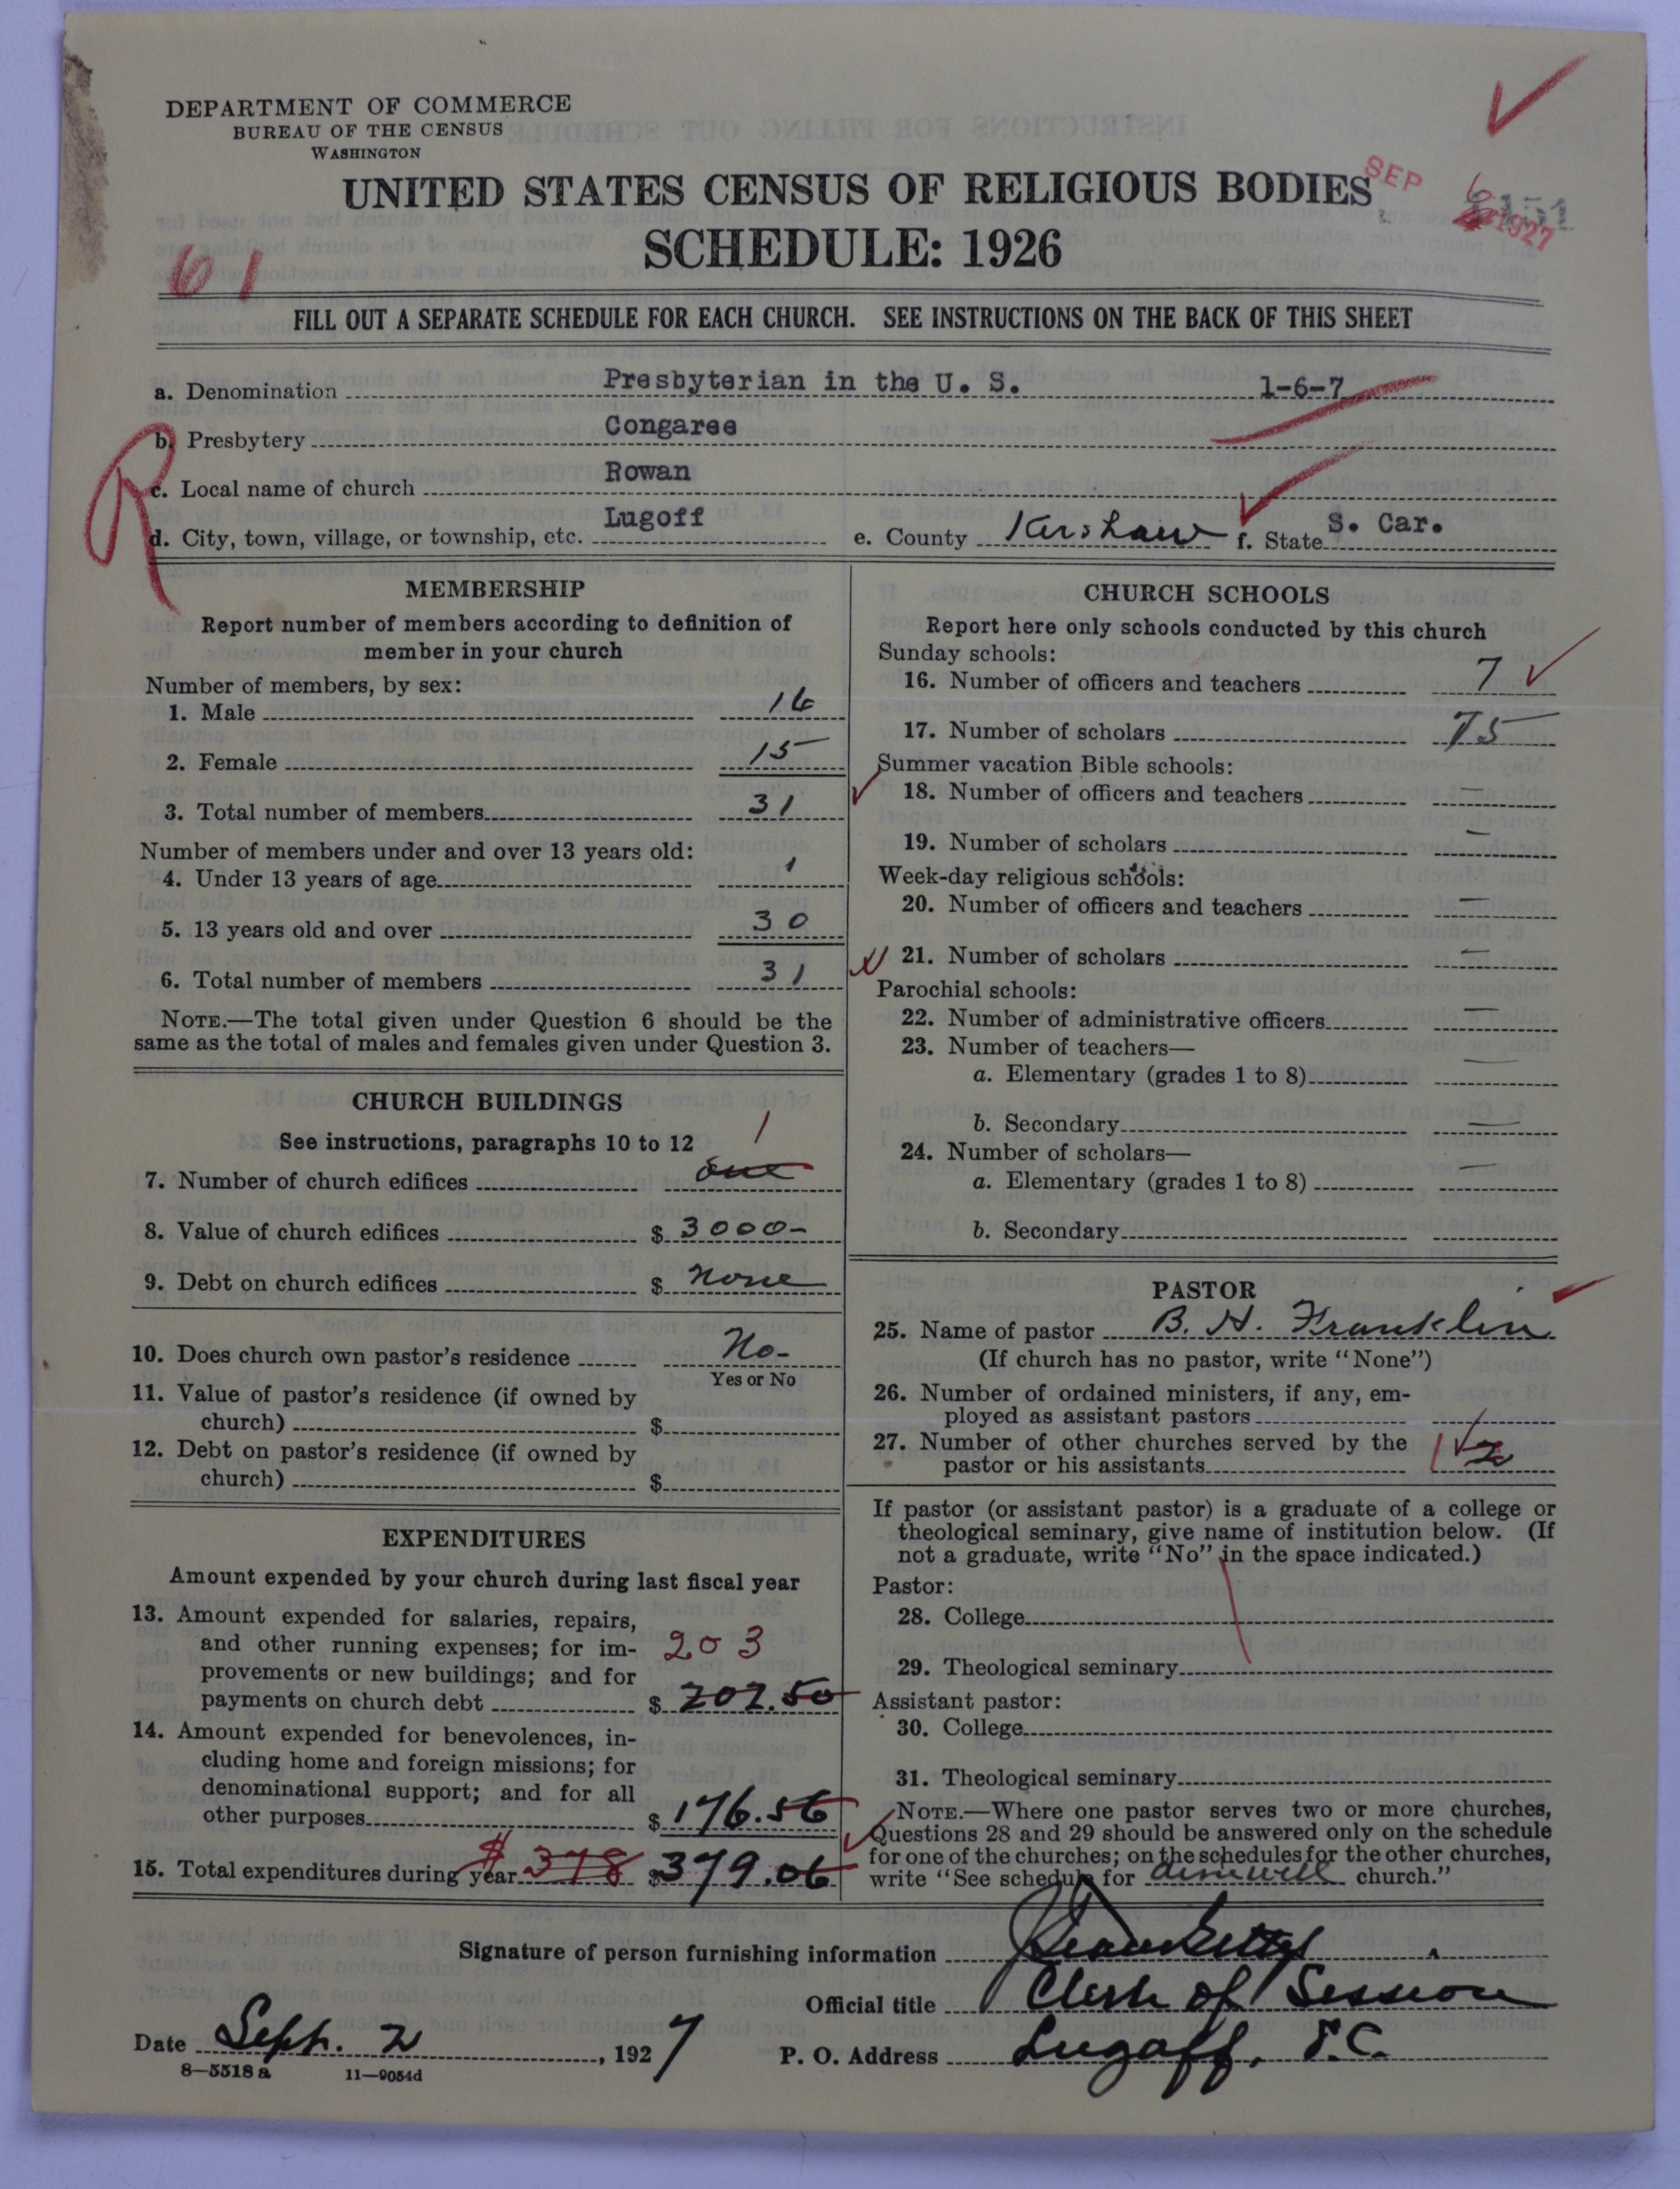 DEPARTMENT OF COMMERCE
BUREAU OF THE CENSUS
WASHINGTON
UNITED STATES CENSUS OF RELIGIOUS BODIES
SCHEDULE: 1926
SEP 6 1927
61
FILL OUT A SEPARATE SCHEDULE FOR EACH CHURCH. SEE INSTRUCTIONS ON THE BACK OF THIS SHEET
a. Denomination Presbyterian in the U. S. 1-6-7
b. Presbytery Congaree
R
c. Local name of church Rowan
d. City, town, village, or township, etc. Lugoff e. County Kershaw f. State S. Car.
MEMBERSHIP
Report number of members according to definition of
member in your church
Number of members, by sex:
1. Male 16
2. Female 15
3. Total number of members 31
Number of members under and over 13 years old:
4. Under 13 years of age 1
5. 13 years old and over 30
6. Total number of members 31
NOTE.—The total given under Question 6 should be the
same as the total of males and females given under Question 3.
CHURCH BUILDINGS
See instructions, paragraphs 10 to 12
1
7. Number of church edifices one
8. Value of church edifices $ 3000-
9. Debt on church edifices $ none
10. Does church own pastor's residence No-
Yes or No
11. Value of pastor's residence (if owned by
church) $
12. Debt on pastor's residence (if owned by
church) $
EXPENDITURES
Amount expended by your church during last fiscal year
13. Amount expended for salaries, repairs,
and other running expenses; for im-
provements or new buildings; and for
203
payments on church debt $ 202.50
14. Amount expended for benevolences, in-
cluding home and foreign missions; for
denominational support; and for all
other purposes $ 176.56
15. Total expenditures during year $ 378 $ 379.06
CHURCH SCHOOLS
Report here only schools conducted by this church
Sunday schools:
16. Number of officers and teachers 7
17. Number of scholars 75
Summer vacation Bible schools:
18. Number of officers and teachers –
19. Number of scholars –
Week-day religious schools:
20. Number of officers and teachers –
21. Number of scholars –
Parochial schools:
22. Number of administrative officers –
23. Number of teachers—
a. Elementary (grades 1 to 8) –
b. Secondary –
24. Number of scholars—
a. Elementary (grades 1 to 8) –
b. Secondary
PASTOR
25. Name of pastor B. H. Franklin
(If church has no pastor, write "None")
26. Number of ordained ministers, if any, em-
ployed as assistant pastors
27. Number of other churches served by the
pastor or his assistants 1 2
If pastor (or assistant pastor) is a graduate of a college or
theological seminary, give name of institution below. (If
not a graduate, write "No" in the space indicated.)
Pastor:
28. College
29. Theological seminary
Assistant pastor:
30. College
31. Theological seminary
NOTE.—Where one pastor serves two or more churches,
Questions 28 and 29 should be answered only on the schedule
for one of the churches; on the schedules for the other churches,
write "See schedule for aimwell church."
Signature of person furnishing information
Official title Clerk of Session
Date Sept. 2, 1927 P. O. Address Lugoff, S.C.
8—5518 a 11—9054d